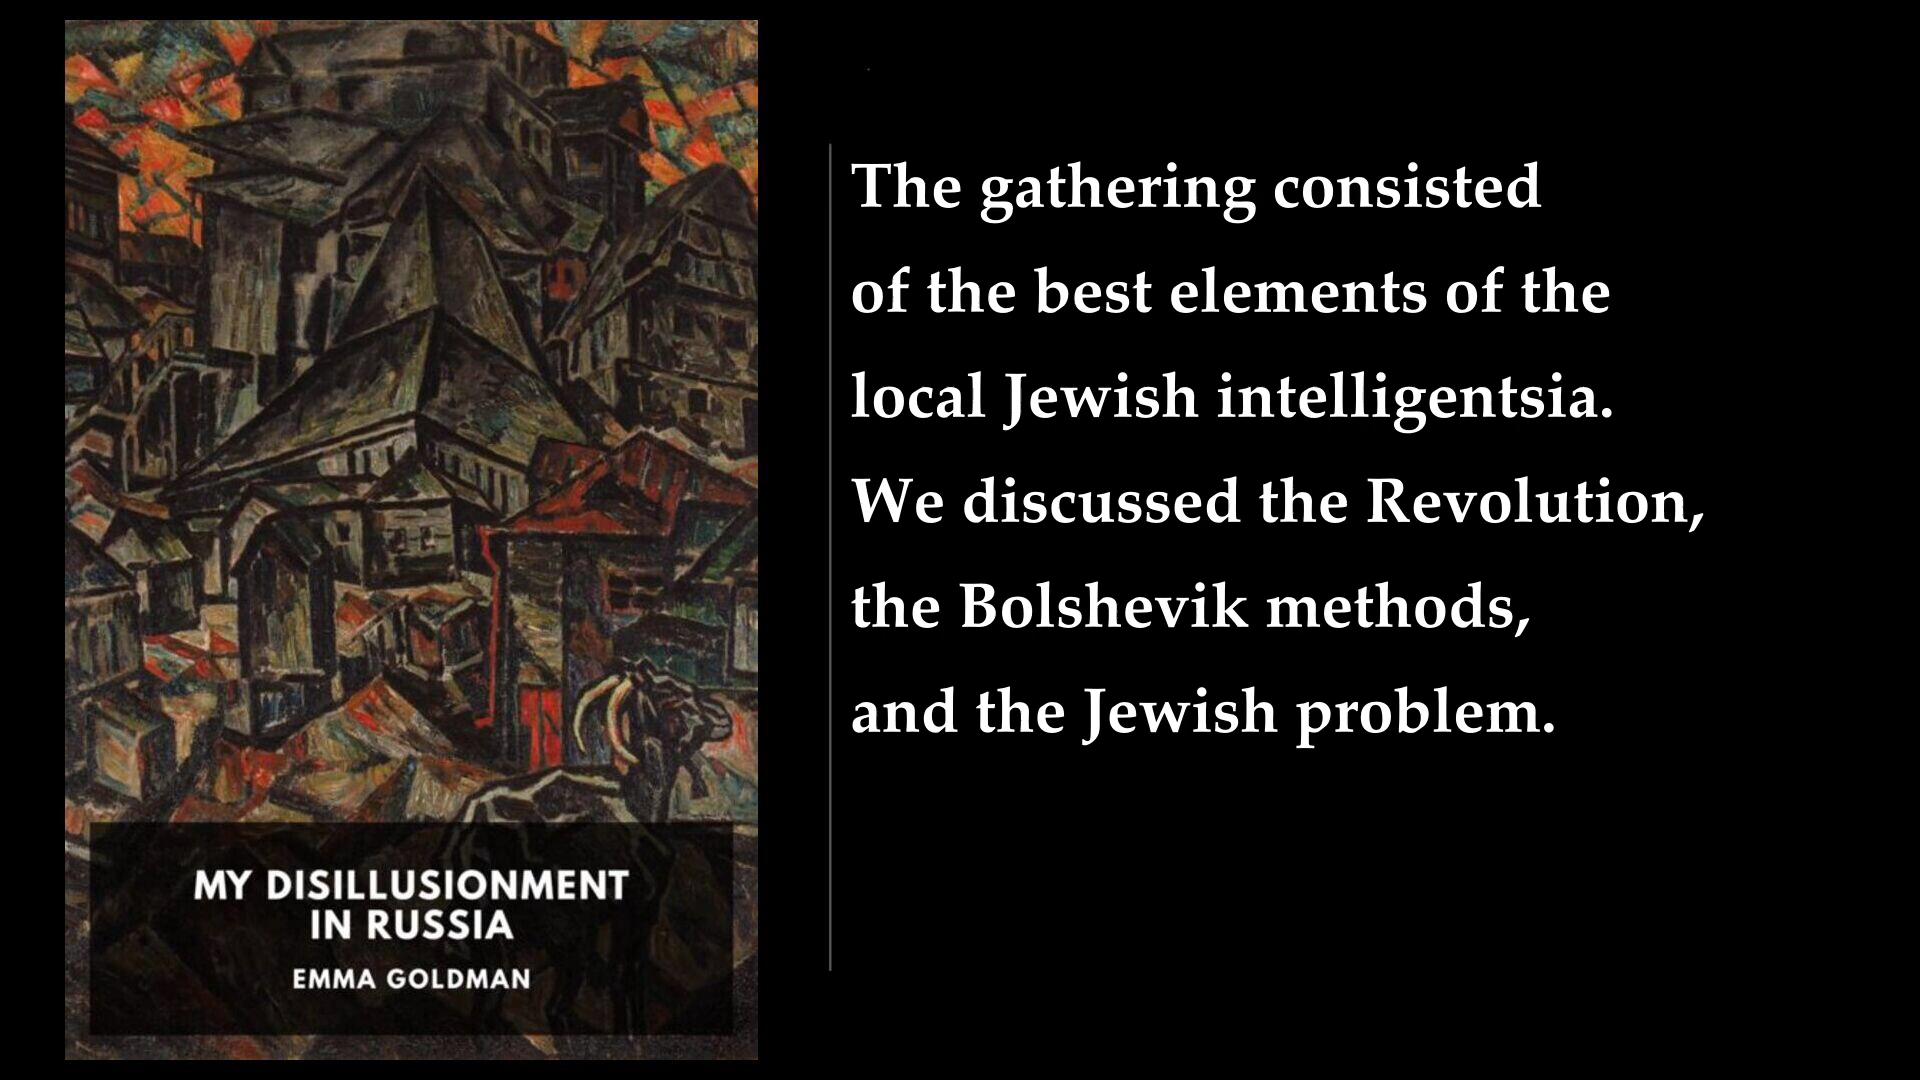 The gathering consisted
of the best elements of the
local Jewish intelligentsia.
We discussed the Revolution,
the Bolshevik methods,
and the Jewish problem.
MY DISILLUSIONMENT
IN RUSSIA
EMMA GOLDMAN